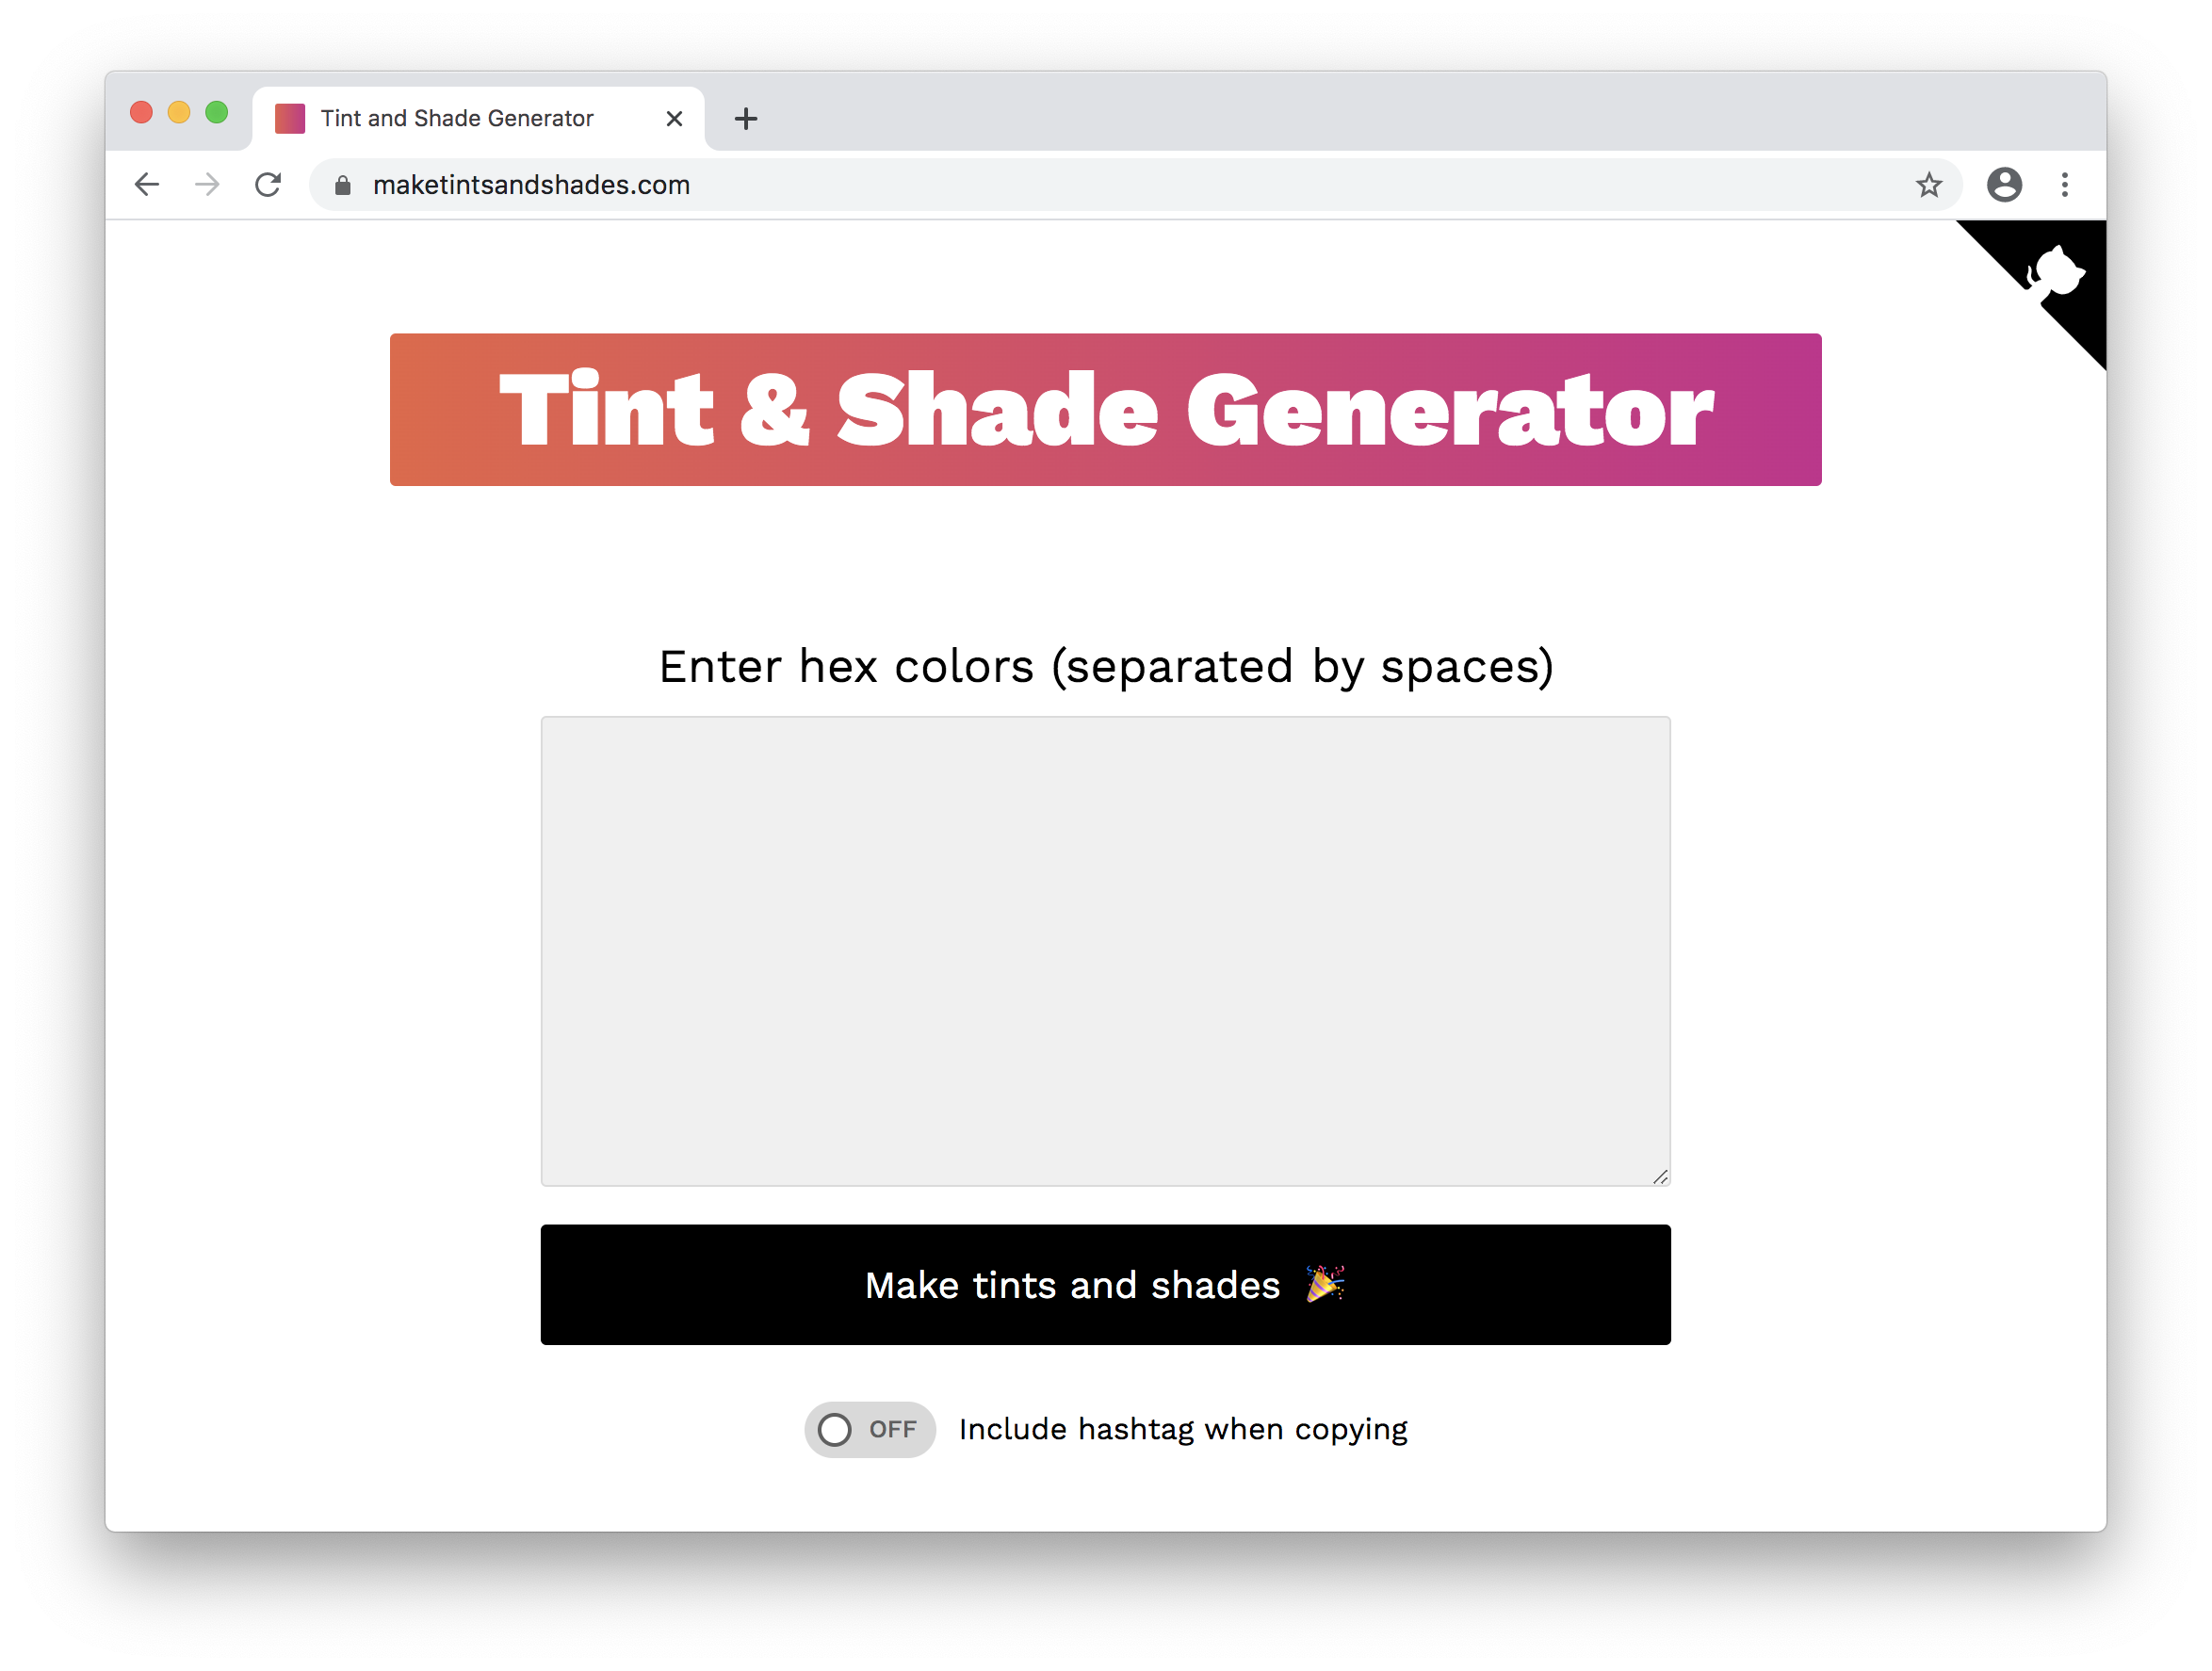 Tint and Shade Generator
maketintsandshades.com
Tint & Shade Generator
Enter hex colors (separated by spaces)
Make tints and shades 🎉
OFF Include hashtag when copying